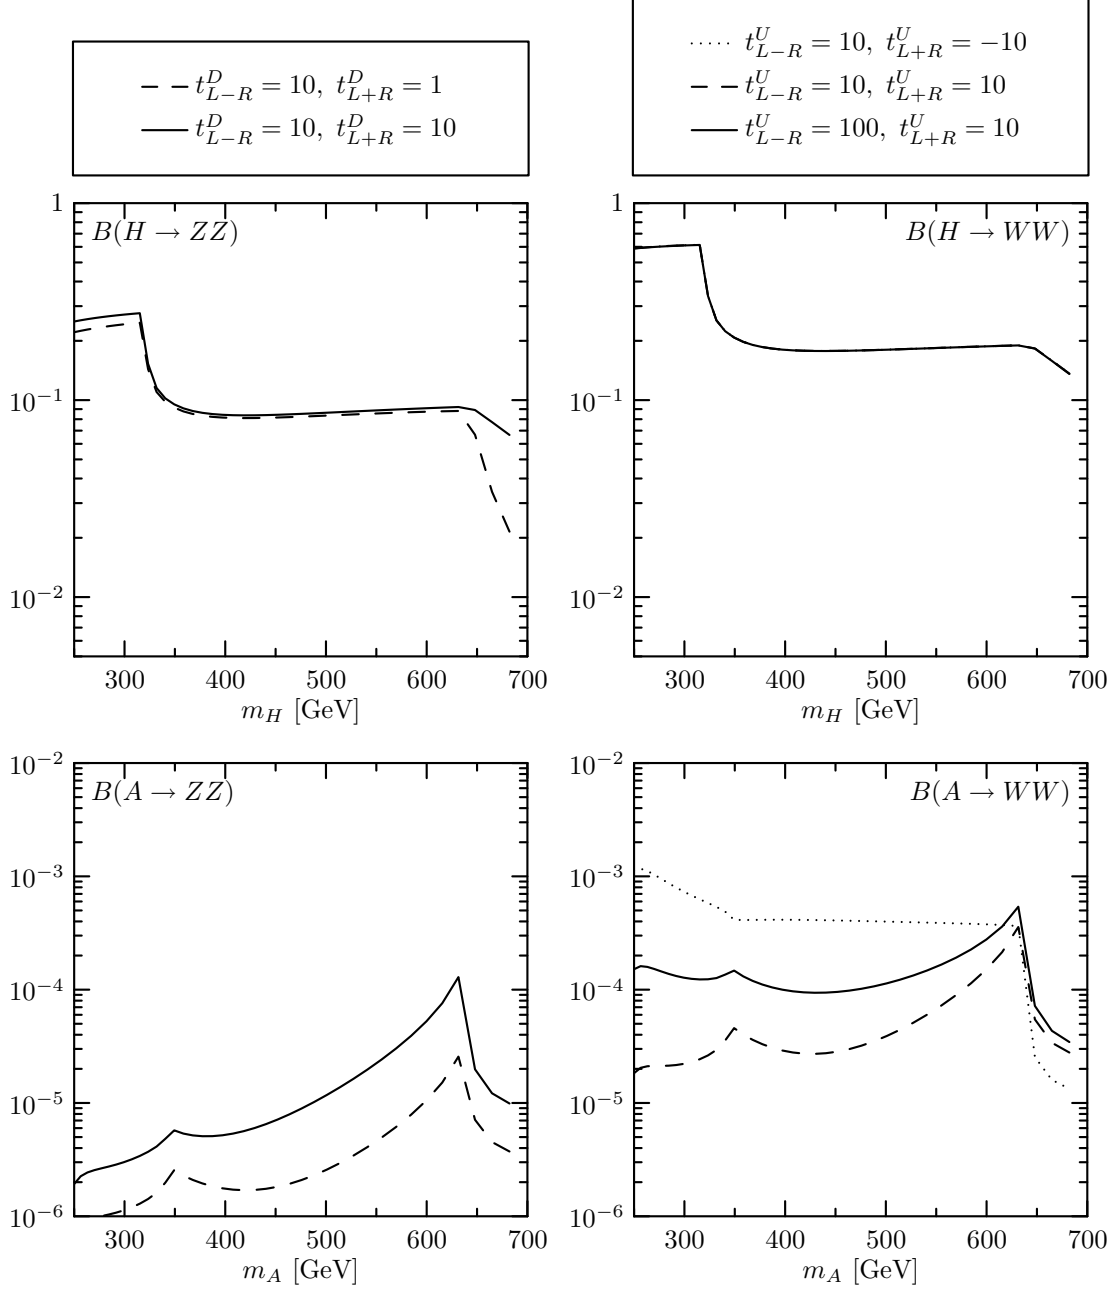 t^D_{L−R} = 10, t^D_{L+R} = 1
t^D_{L−R} = 10, t^D_{L+R} = 10
t^U_{L−R} = 10, t^U_{L+R} = −10
t^U_{L−R} = 10, t^U_{L+R} = 10
t^U_{L−R} = 100, t^U_{L+R} = 10
B(H → ZZ)
1
10^{−1}
10^{−2}
300 400 500 600 700
m_H [GeV]
B(H → WW)
1
10^{−1}
10^{−2}
300 400 500 600 700
m_H [GeV]
B(A → ZZ)
10^{−2}
10^{−3}
10^{−4}
10^{−5}
10^{−6}
300 400 500 600 700
m_A [GeV]
B(A → WW)
10^{−2}
10^{−3}
10^{−4}
10^{−5}
10^{−6}
300 400 500 600 700
m_A [GeV]